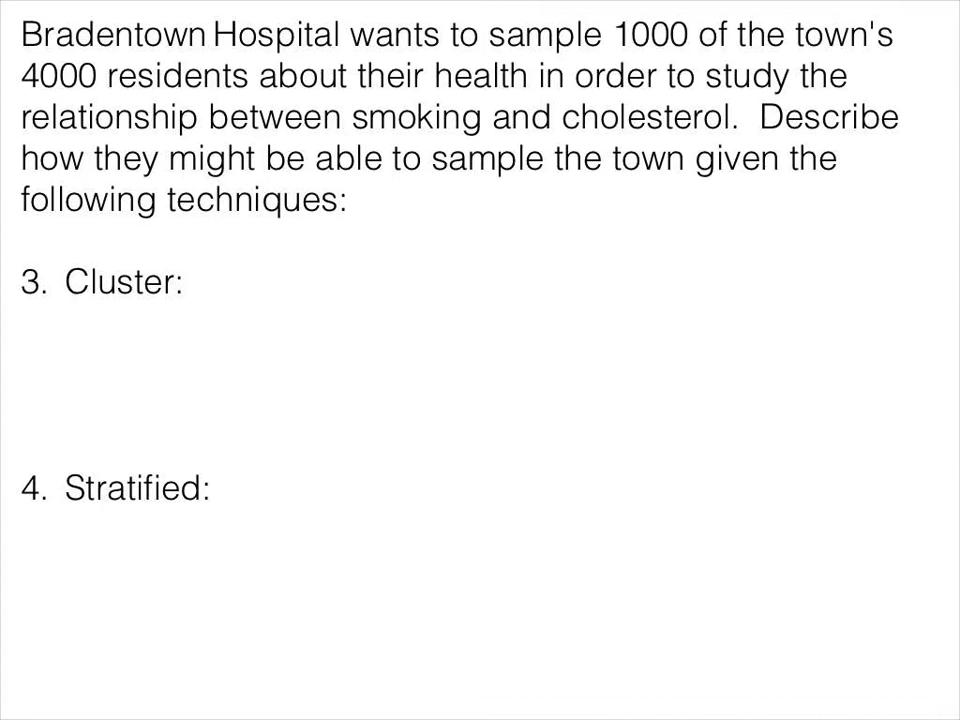 Bradentown Hospital wants to sample 1000 of the town's
4000 residents about their health in order to study the
relationship between smoking and cholesterol.  Describe
how they might be able to sample the town given the
following techniques:
3.  Cluster:
4.  Stratified: